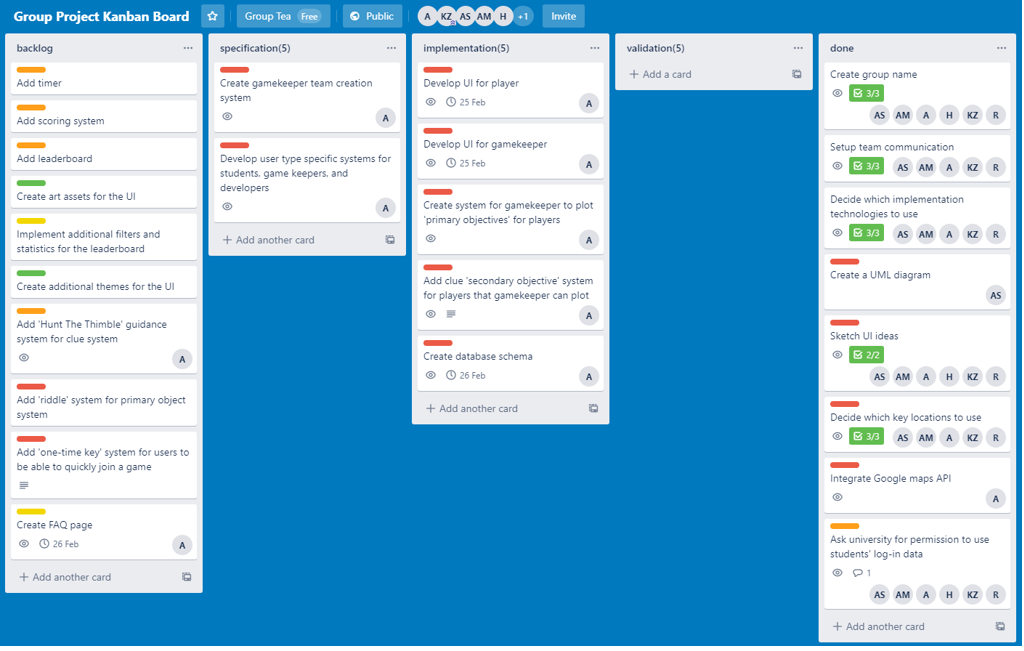 Group Project Kanban Board
Group Tea Free
Public
A KZ AS AM H +1
Invite
backlog
Add timer
Add scoring system
Add leaderboard
Create art assets for the UI
Implement additional filters and
statistics for the leaderboard
Create additional themes for the UI
Add 'Hunt The Thimble' guidance
system for clue system
A
Add 'riddle' system for primary object
system
Add 'one-time key' system for users to
be able to quickly join a game
Create FAQ page
26 Feb
A
+ Add another card
specification(5)
Create gamekeeper team creation
system
A
Develop user type specific systems for
students, game keepers, and
developers
A
+ Add another card
implementation(5)
Develop UI for player
25 Feb
A
Develop UI for gamekeeper
25 Feb
A
Create system for gamekeeper to plot
'primary objectives' for players
A
Add clue 'secondary objective' system
for players that gamekeeper can plot
A
Create database schema
26 Feb
A
+ Add another card
validation(5)
+ Add a card
done
Create group name
3/3
AS AM A H KZ R
Setup team communication
3/3 AS AM A KZ R
Decide which implementation
technologies to use
3/3 AS AM A KZ R
Create a UML diagram
AS
Sketch UI ideas
2/2
AS AM A H KZ R
Decide which key locations to use
3/3 AS AM A KZ R
Integrate Google maps API
A
Ask university for permission to use
students' log-in data
1
AS AM A H KZ R
+ Add another card